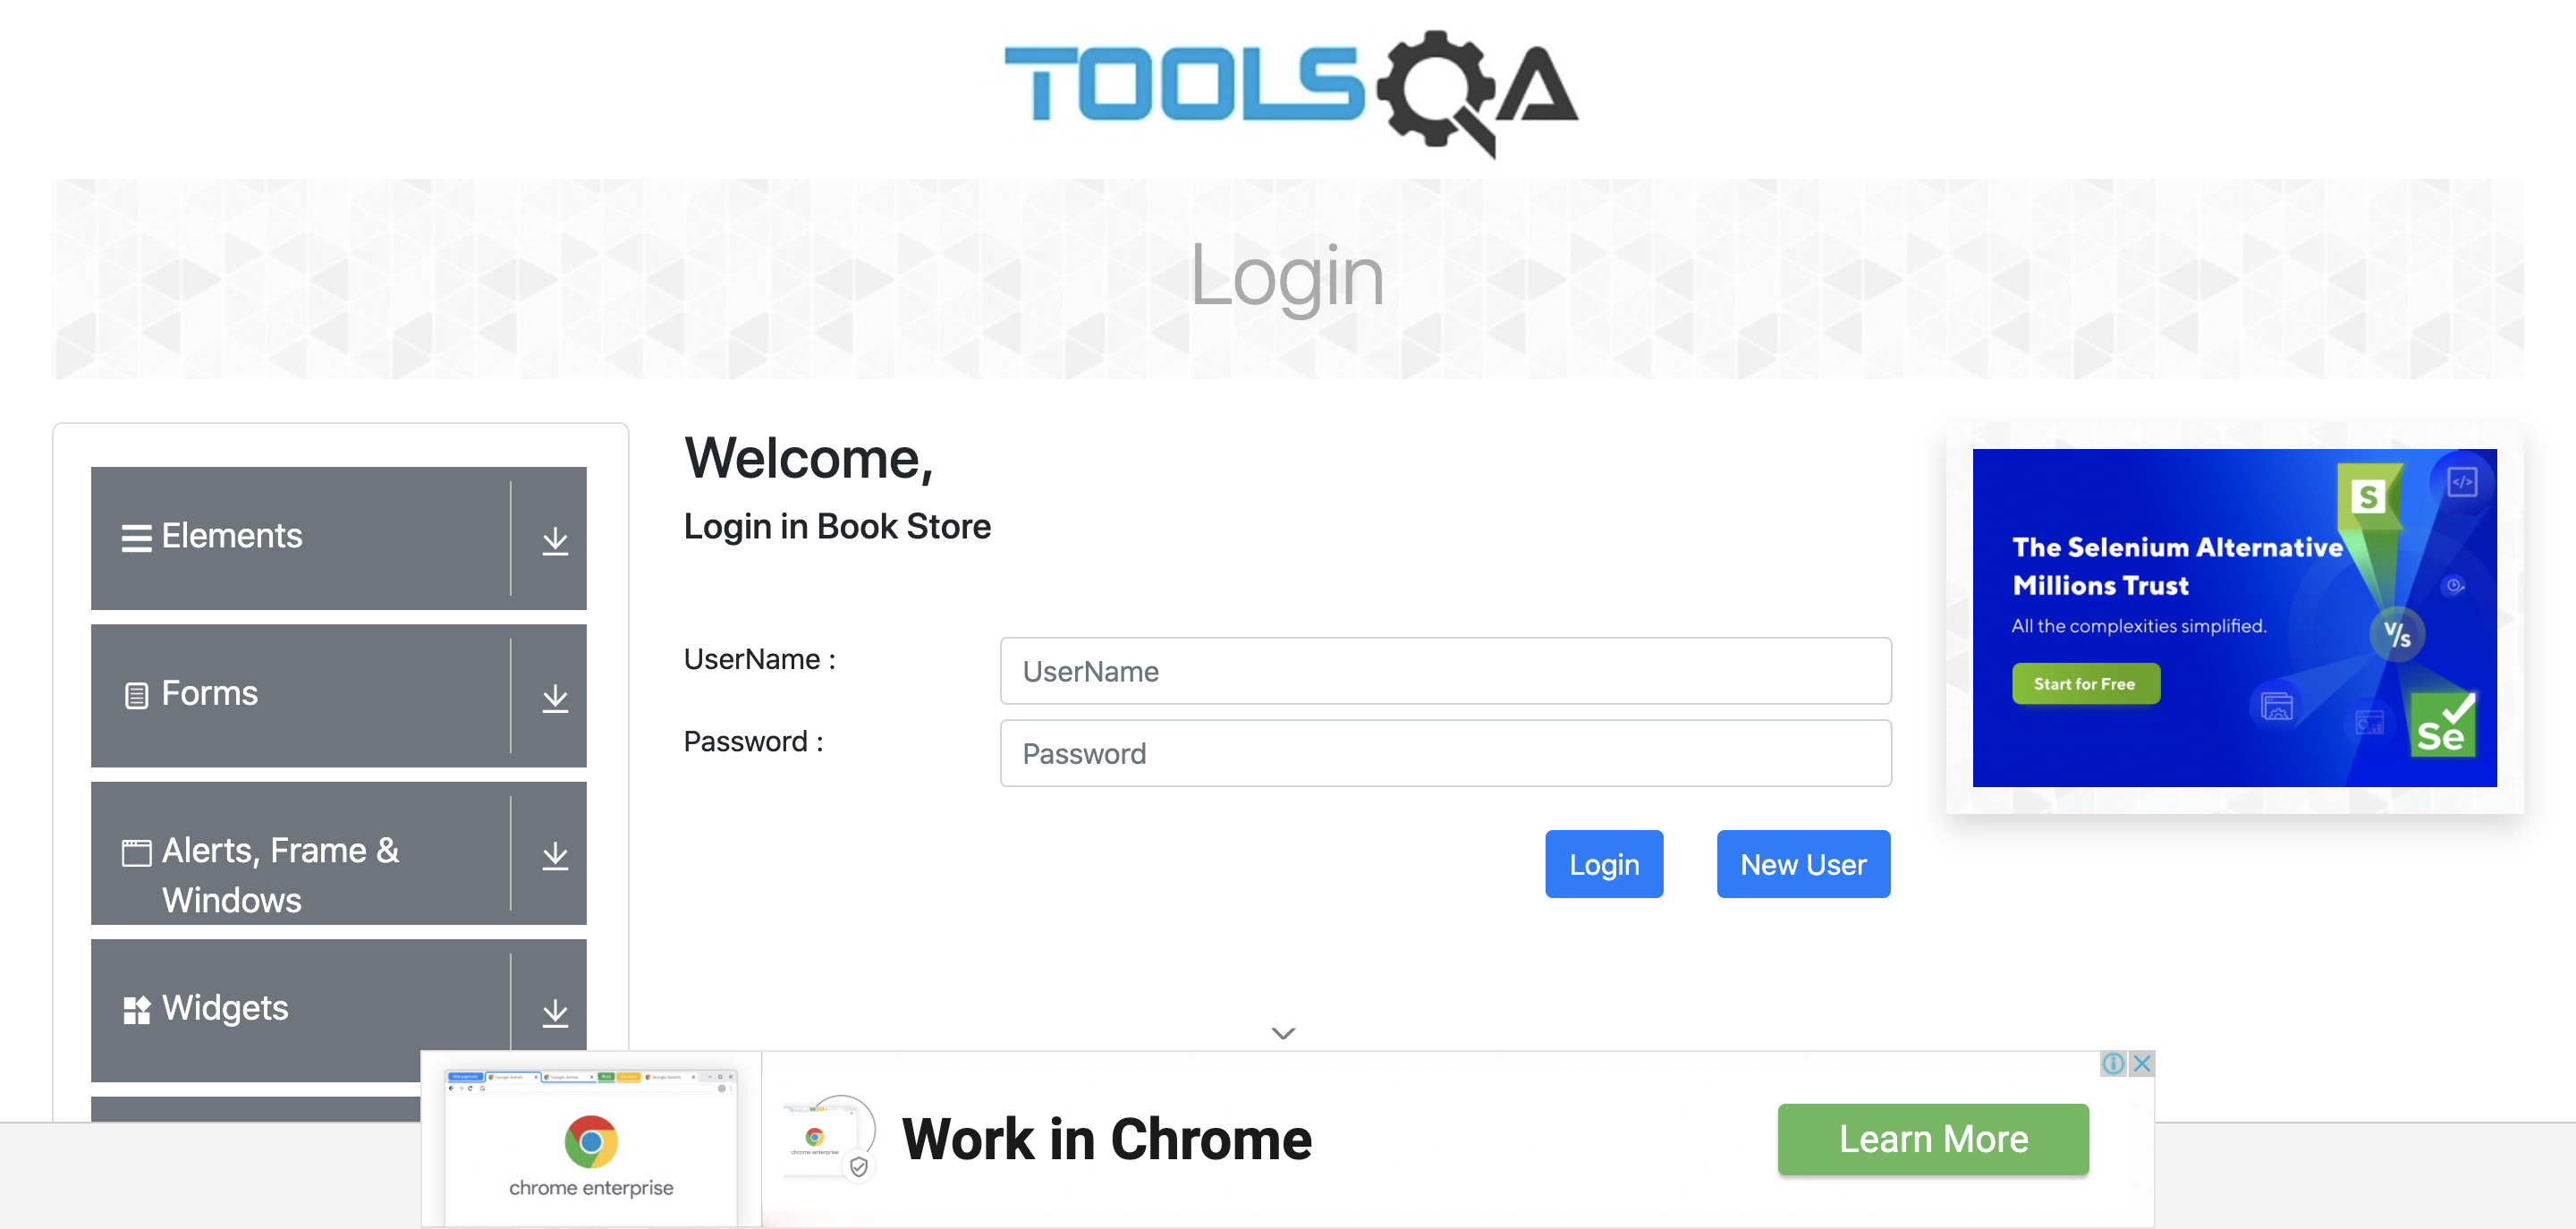 TOOLSQA
Login
Elements
Forms
Alerts, Frame &
Windows
Widgets
Welcome,
Login in Book Store
UserName :
UserName
Password :
Password
Login
New User
The Selenium Alternative
Millions Trust
All the complexities simplified.
Start for Free
S
</>
V/s
Se
chrome enterprise
chrome enterprise
Work in Chrome
Learn More